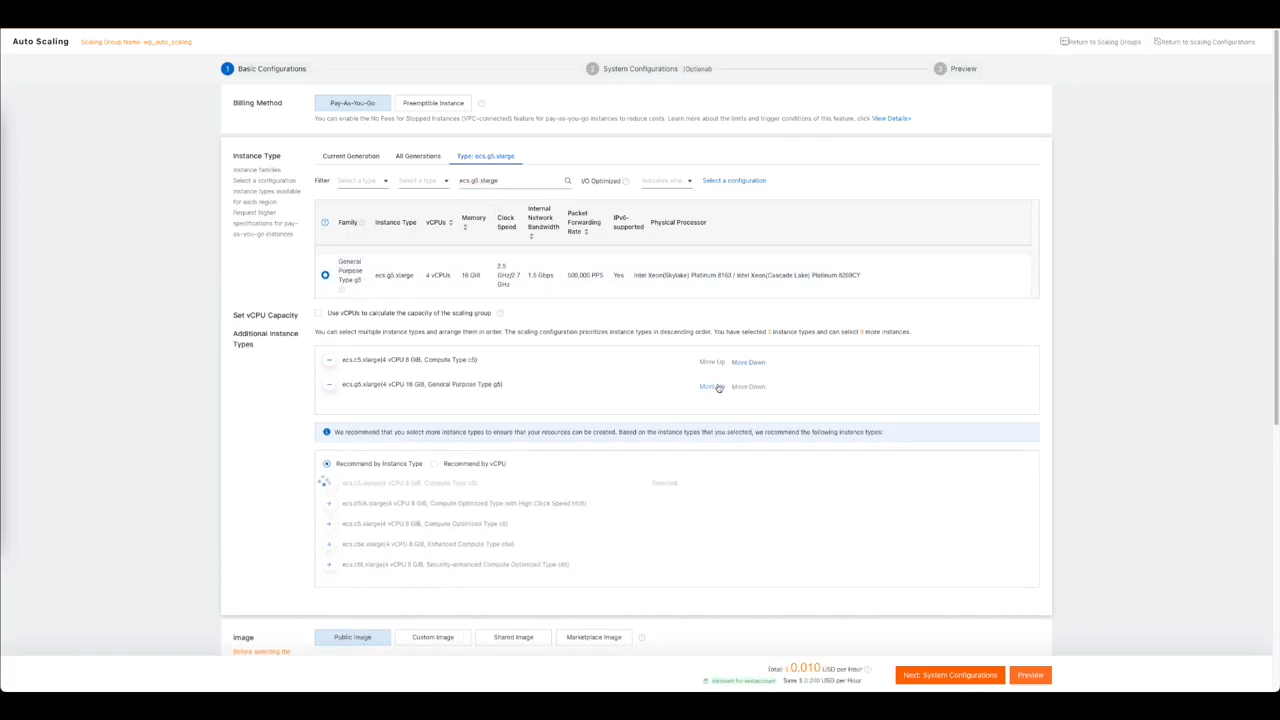 Auto Scaling
Scaling Group Name: wp_auto_scaling
Return to Scaling Groups
Return to Scaling Configurations
1 Basic Configurations
2 System Configurations (Optional)
3 Preview
Billing Method
Pay-As-You-Go
Preemptible Instance
You can enable the No Fees for Stopped Instances (VPC-connected) feature for pay-as-you-go instances to reduce costs. Learn more about the limits and trigger conditions of this feature, click View Details>
Instance Type
Instance families
Select a configuration
Instance types available
for each region
Request higher
specifications for pay-
as-you-go instances
Current Generation
All Generations
Type: ecs.g5.xlarge
Filter
Select a type
Select a type
ecs.g5.xlarge
I/O Optimized
Select a configuration
Family
Instance Type
vCPUs
Memory
Clock
Speed
Internal
Network
Bandwidth
Packet
Forwarding
Rate
IPv6-
supported
Physical Processor
General
Purpose
Type g5
ecs.g5.xlarge
4 vCPUs
16 GiB
2.5
GHz/2.7
GHz
1.5 Gbps
500,000 PPS
Yes
Intel Xeon(Skylake) Platinum 8163 / Intel Xeon(Cascade Lake) Platinum 8269CY
Set vCPU Capacity
Use vCPUs to calculate the capacity of the scaling group
Additional Instance
Types
You can select multiple instance types and arrange them in order. The scaling configuration prioritizes instance types in descending order. You have selected instance types and can select more instances.
ecs.c5.xlarge(4 vCPU 8 GiB, Compute Type c5)
Move Up
Move Down
ecs.g5.xlarge(4 vCPU 16 GiB, General Purpose Type g5)
Move Up
Move Down
We recommend that you select more instance types to ensure that your resources can be created. Based on the instance types that you selected, we recommend the following instance types:
Recommend by Instance Type
Recommend by vCPU
ecs.c5.xlarge(4 vCPU 8 GiB, Compute Type c5)
Selected
(4 vCPU 8 GiB, Compute Optimized Type with High Clock Speed
(4 vCPU 8 GiB, Compute Optimized Type
ecs.c6e.xlarge(4 vCPU 8 GiB, Enhanced Compute Type c6e)
ecs.c6t.xlarge(4 vCPU 8 GiB, Security-enhanced Compute Optimized Type c6t)
Image
Public Image
Custom Image
Shared Image
Marketplace Image
Before selecting the
Total: $ 0.010 USD per Hour
Save $ 0.240 USD per Hour
Next: System Configurations
Preview